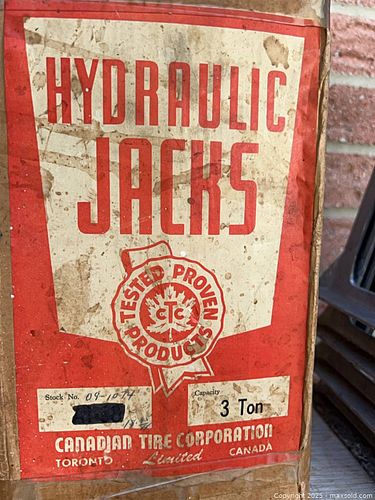 HYDRAULIC
JACKS
TESTED PROVEN
CTC
PRODUCTS
Stock No. 09-1074
Capacity
3 Ton
CANADIAN TIRE CORPORATION
TORONTO Limited CANADA
Copyright 2025 - maxsold.com